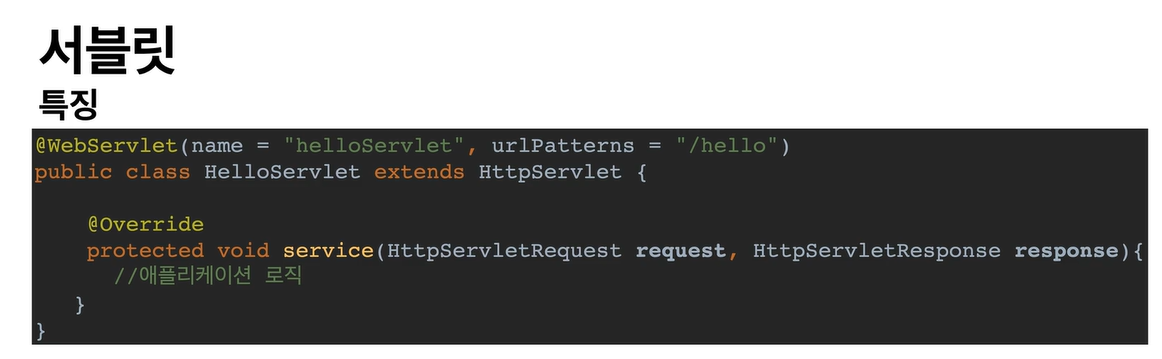 서블릿
특징
@WebServlet(name = "helloServlet", urlPatterns = "/hello")
public class HelloServlet extends HttpServlet {
@Override
protected void service(HttpServletRequest request, HttpServletResponse response){
//애플리케이션 로직
}
}